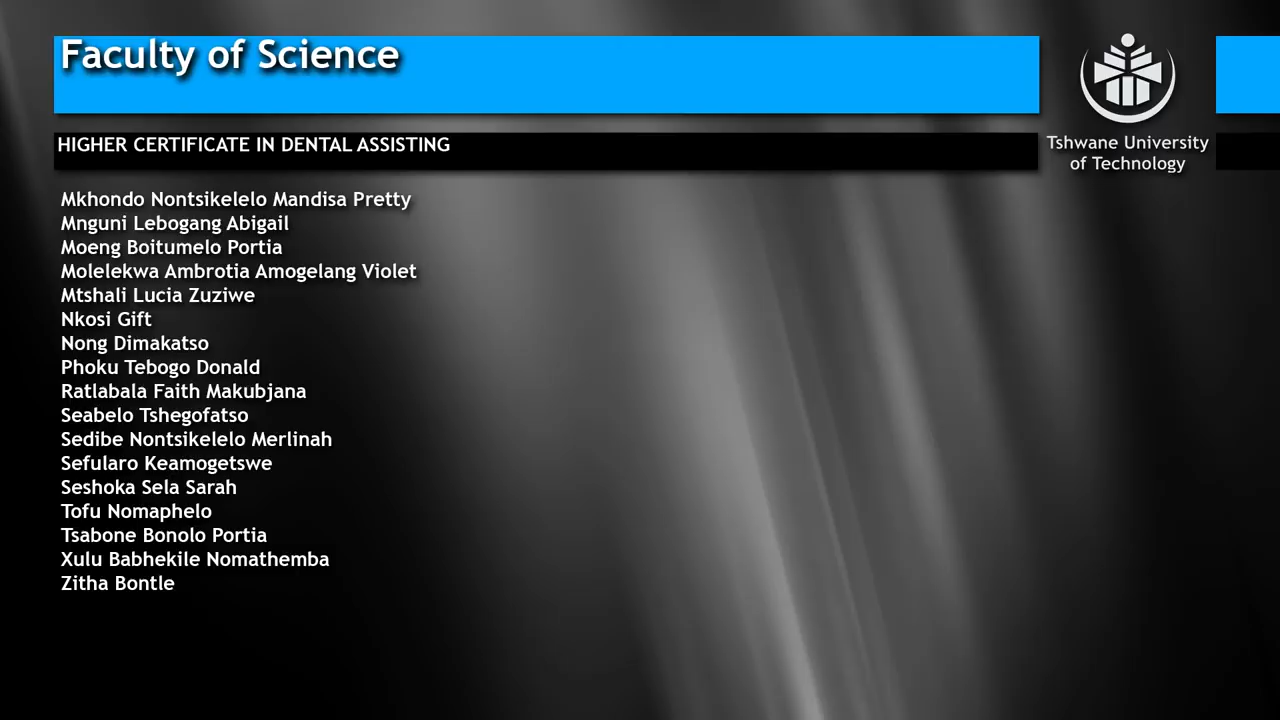 Faculty of Science
Tshwane University
of Technology
HIGHER CERTIFICATE IN DENTAL ASSISTING
Mkhondo Nontsikelelo Mandisa Pretty
Mnguni Lebogang Abigail
Moeng Boitumelo Portia
Molelekwa Ambrotia Amogelang Violet
Mtshali Lucia Zuziwe
Nkosi Gift
Nong Dimakatso
Phoku Tebogo Donald
Ratlabala Faith Makubjana
Seabelo Tshegofatso
Sedibe Nontsikelelo Merlinah
Sefularo Keamogetswe
Seshoka Sela Sarah
Tofu Nomaphelo
Tsabone Bonolo Portia
Xulu Babhekile Nomathemba
Zitha Bontle